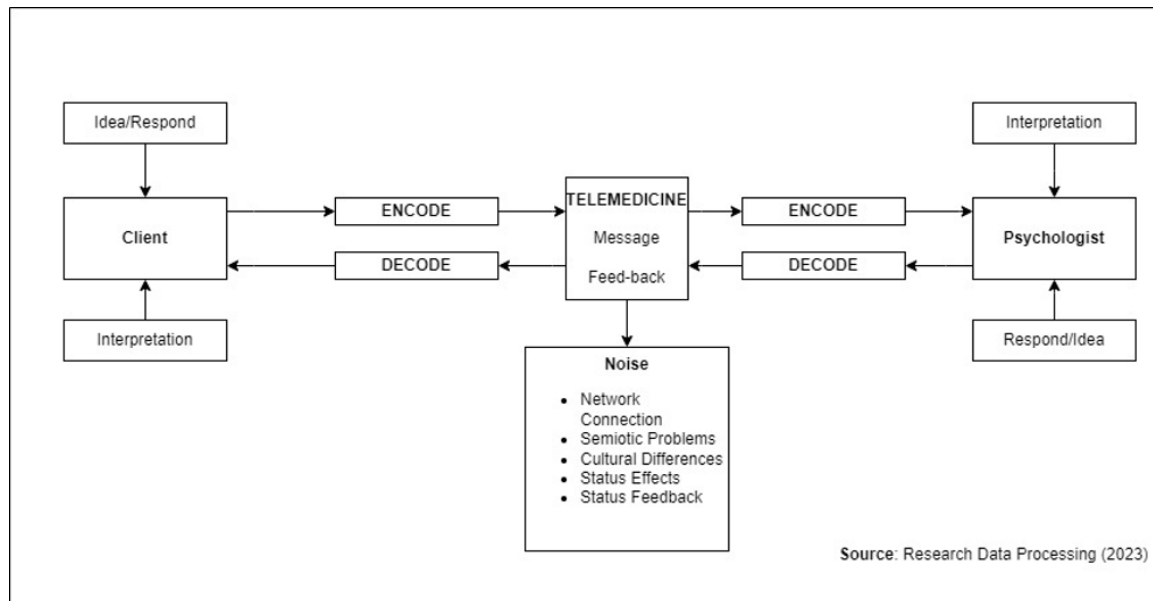 Idea/Respond
Interpretation
Client
ENCODE
TELEMEDICINE
ENCODE
Psychologist
Message
DECODE
Feed-back
DECODE
Interpretation
Respond/Idea
Noise
• Network
Connection
• Semiotic Problems
• Cultural Differences
• Status Effects
• Status Feedback
Source: Research Data Processing (2023)